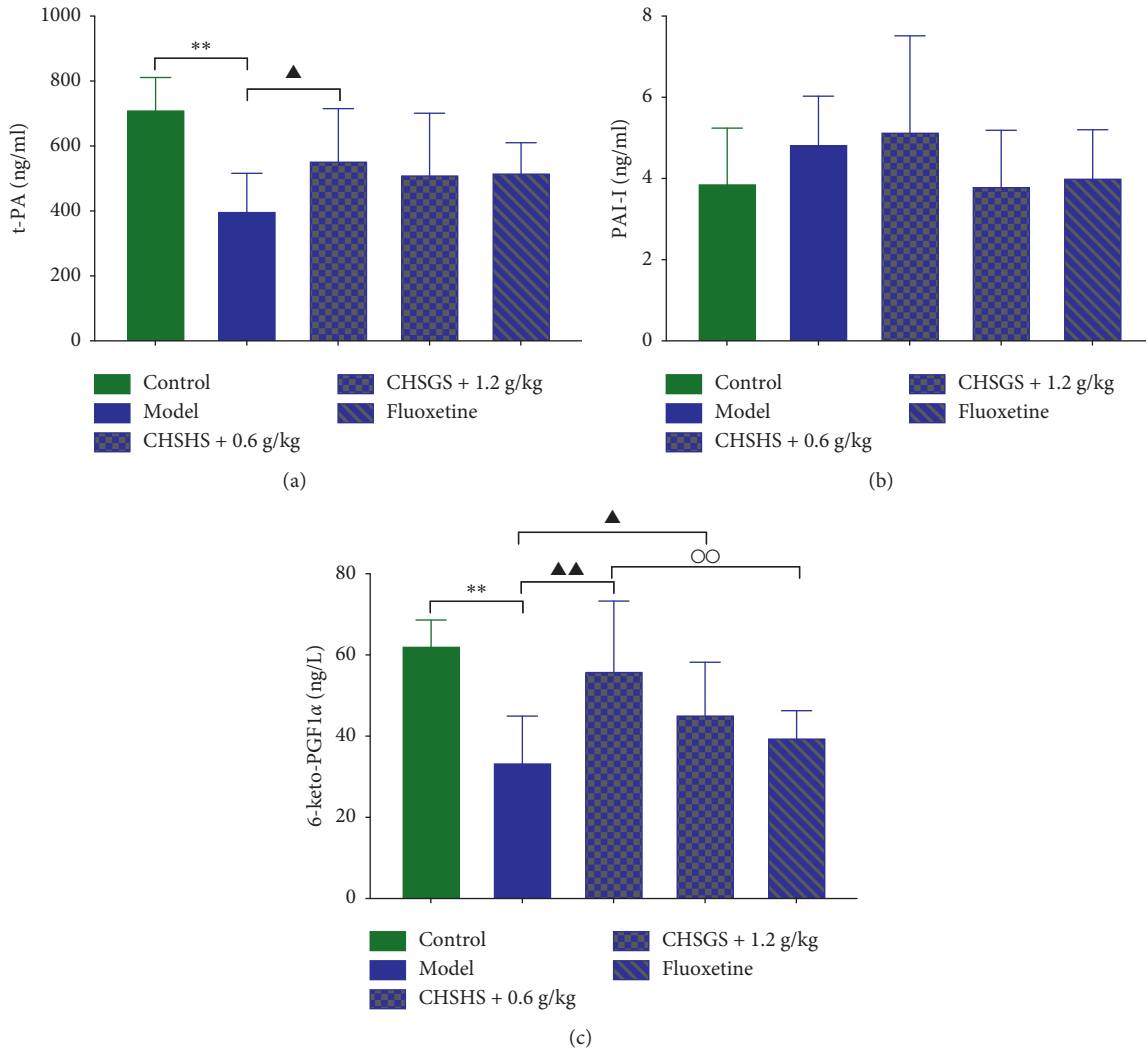 1000
800
600
400
200
0
t-PA (ng/ml)
**
▲
Control
Model
CHSHS + 0.6 g/kg
CHSGS + 1.2 g/kg
Fluoxetine
(a)
8
6
4
2
0
PAI-I (ng/ml)
Control
Model
CHSHS + 0.6 g/kg
CHSGS + 1.2 g/kg
Fluoxetine
(b)
80
60
40
20
0
6-keto-PGF1α (ng/L)
▲
▲▲
○○
**
Control
Model
CHSHS + 0.6 g/kg
CHSGS + 1.2 g/kg
Fluoxetine
(c)